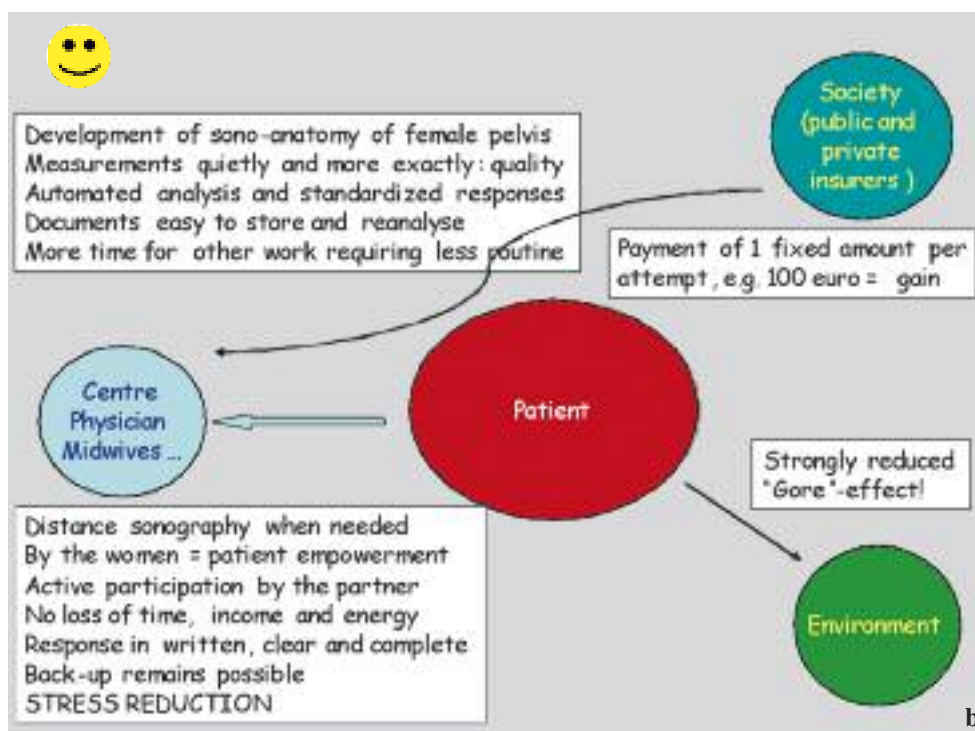 Society
(public and
private
insurers )
Development of sono-anatomy of female pelvis
Measurements quietly and more exactly: quality
Automated analysis and standardized responses
Documents easy to store and reanalyse
More time for other work requiring less routine
Payment of 1 fixed amount per
attempt, e.g. 100 euro = gain
Centre
Physician
Midwives ...
Patient
Strongly reduced
"Gore"-effect!
Distance sonography when needed
By the women = patient empowerment
Active participation by the partner
No loss of time, income and energy
Response in written, clear and complete
Back-up remains possible
STRESS REDUCTION
Environment
b